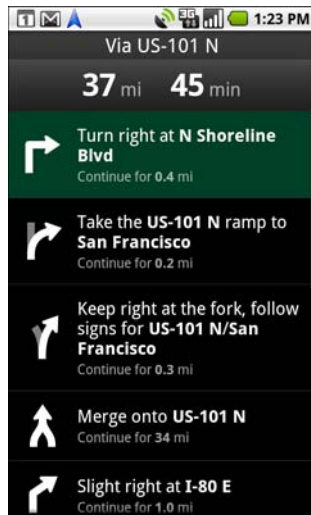 1 1:23 PM
Via US-101 N
37 mi 45 min
Turn right at N Shoreline
Blvd
Continue for 0.4 mi
Take the US-101 N ramp to
San Francisco
Continue for 0.2 mi
Keep right at the fork, follow
signs for US-101 N/San
Francisco
Continue for 0.3 mi
Merge onto US-101 N
Continue for 34 mi
Slight right at I-80 E
Continue for 1.0 mi